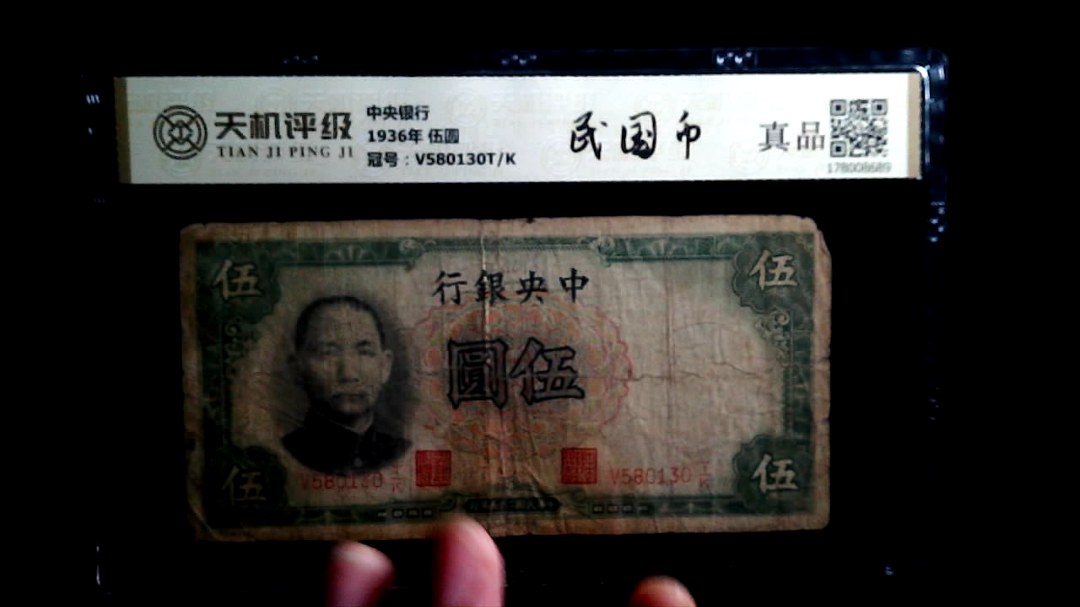 天机评级
TIAN JI PING JI
中央银行
1936年 伍圆
冠号：V580130T/K
民国币
真品
178008689
伍
伍
行銀央中
圓伍
V580130 T/K
V580130 T/K
伍
伍